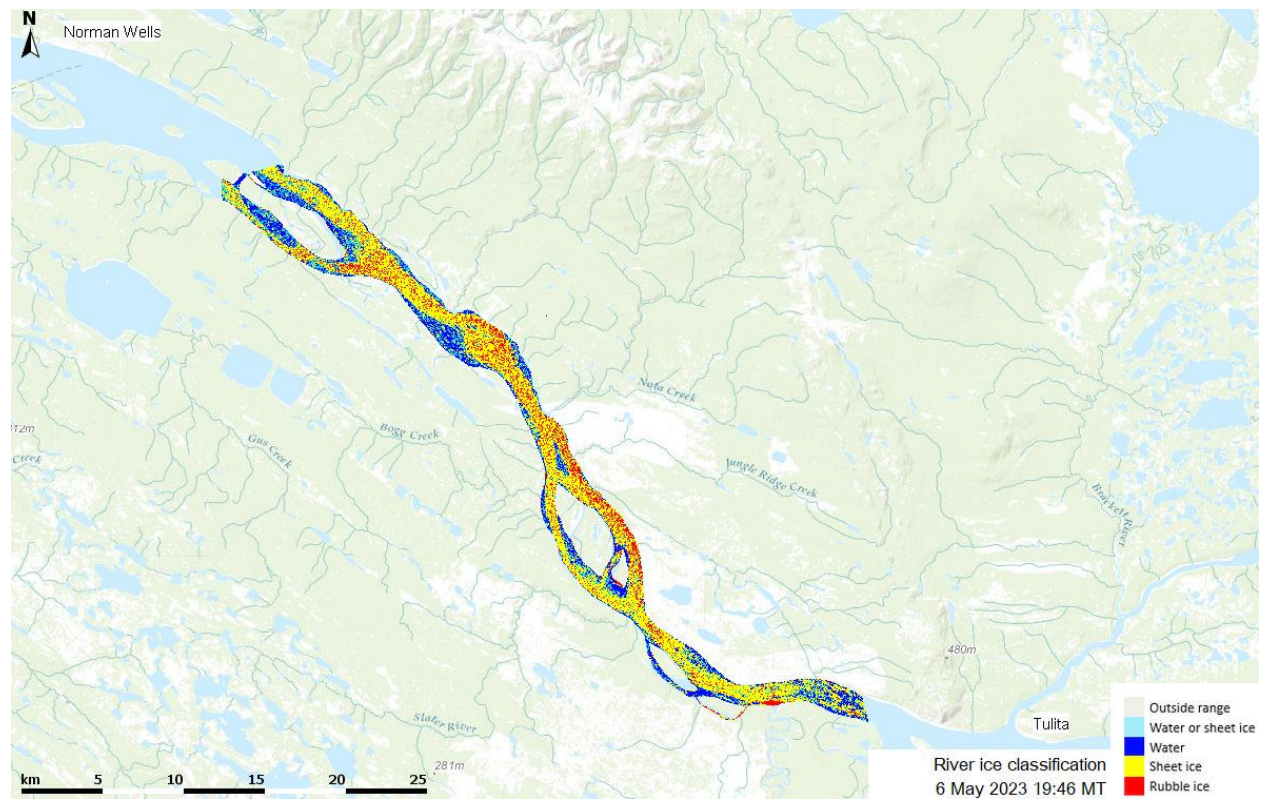 N
Norman Wells
Nota Creek
312m
Bogg Creek
Gus Creek
Creek
Jungle Ridge Creek
Brackett River
480m
Slater River
Tulita
281m
km 5 10 15 20 25
River ice classification
6 May 2023 19:46 MT
Outside range
Water or sheet ice
Water
Sheet ice
Rubble ice